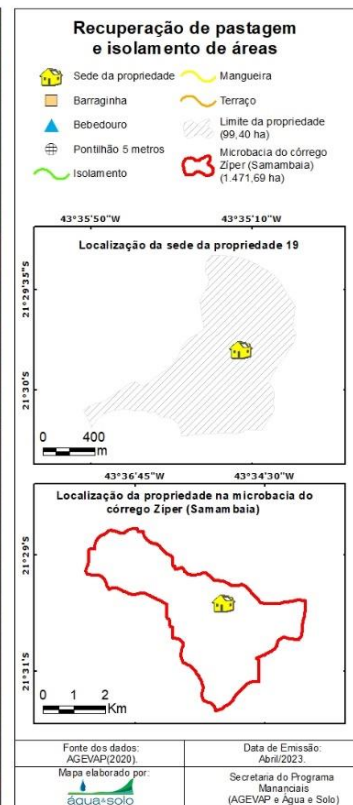 Recuperação de pastagem
e isolamento de áreas
Sede da propriedade
Mangueira
Barraginha
Terraço
Bebedouro
Limite da propriedade
(99,40 ha)
Pontilhão 5 metros
Microbacia do córrego
Zíper (Samambaia)
(1.471,69 ha)
Isolamento
43°35'50"W
43°35'10"W
Localização da sede da propriedade 19
21°29'35"S
21°30'S
0 400
m
43°36'45"W
43°34'30"W
Localização da propriedade na microbacia do
córrego Zíper (Samambaia)
21°29'S
21°31'S
0 1 2
Km
Fonte dos dados:
AGEVAP(2020).
Data de Emissão:
Abril/2023.
Mapa elaborado por:
água e solo
Secretaria do Programa
Mananciais
(AGEVAP e Água e Solo)